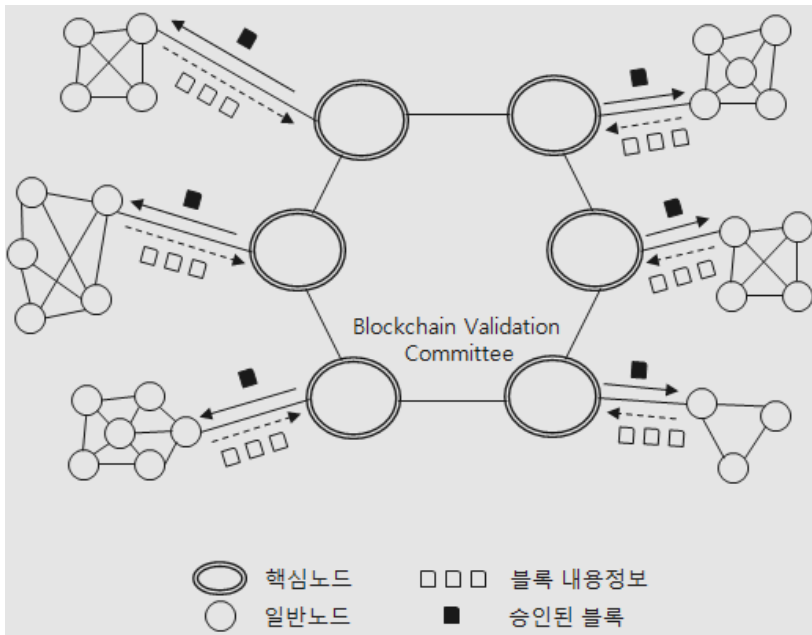 Blockchain Validation
Committee
핵심노드
블록 내용정보
일반노드
승인된 블록